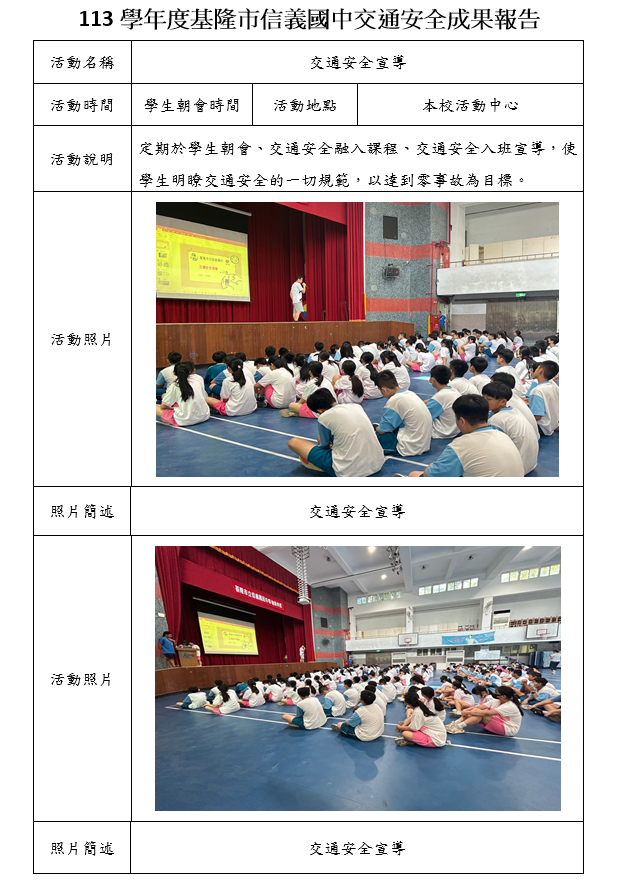 113 學年度基隆市信義國中交通安全成果報告
活動名稱
交通安全宣導
活動時間
學生朝會時間
活動地點
本校活動中心
活動說明
定期於學生朝會、交通安全融入課程、交通安全入班宣導，使
學生明瞭交通安全的一切規範，以達到零事故為目標。
活動照片
照片簡述
交通安全宣導
活動照片
照片簡述
交通安全宣導